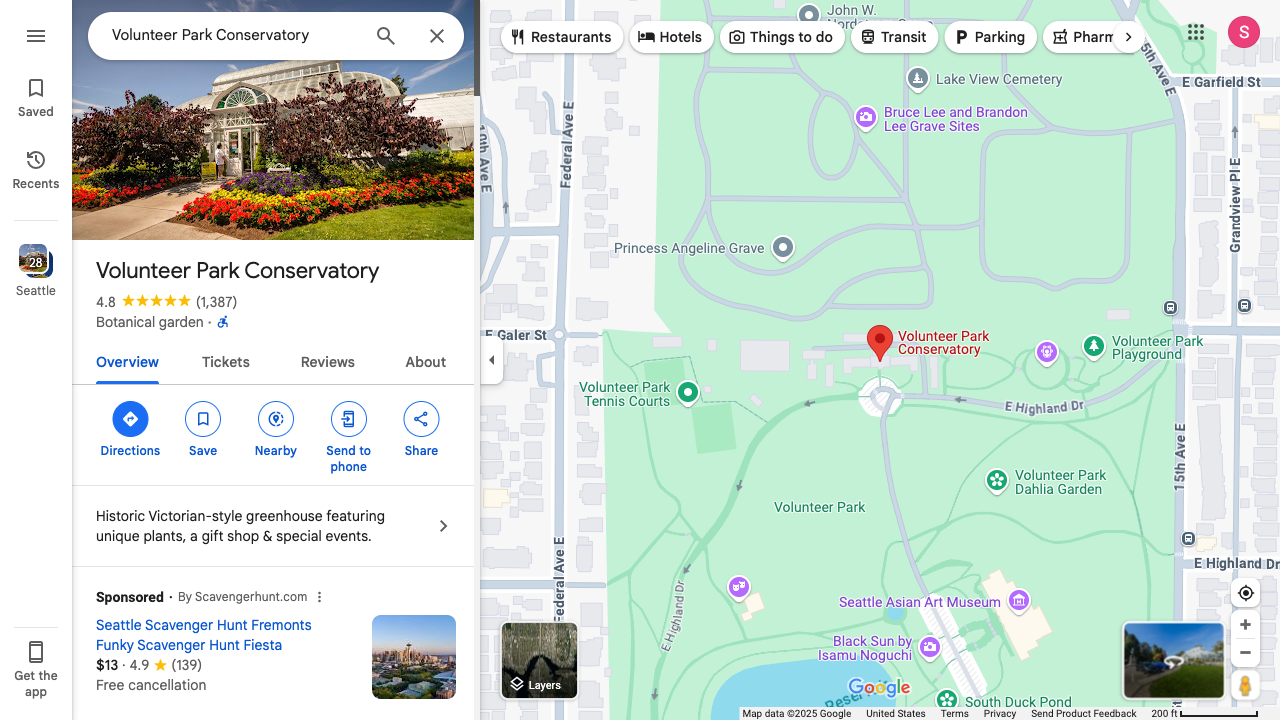 Volunteer Park Conservatory
Saved
Recents
28
Seattle
Get the
app
Volunteer Park Conservatory
4.8
(1,387)
Botanical garden ·
Overview
Tickets
Reviews
About
Directions
Save
Nearby
Send to
phone
Share
Historic Victorian-style greenhouse featuring
unique plants, a gift shop & special events.
Sponsored · By Scavengerhunt.com
Seattle Scavenger Hunt Fremonts
Funky Scavenger Hunt Fiesta
$13 · 4.9 (139)
Free cancellation
Restaurants
Hotels
Things to do
Transit
Parking
Pharm
S
John W.
Lake View Cemetery
Bruce Lee and Brandon
Lee Grave Sites
Princess Angeline Grave
Volunteer Park
Conservatory
Volunteer Park
Playground
Volunteer Park
Tennis Courts
Volunteer Park
Dahlia Garden
Volunteer Park
Seattle Asian Art Museum
Black Sun by
Isamu Noguchi
South Duck Pond
10th Ave E
Federal Ave E
E Galer St
Federal Ave E
E Highland Dr
E Highland Dr
15th Ave E
E Garfield St
Grandview Pl E
15th Ave E
E Highland Dr
Layers
Google
Map data ©2025 Google
United States
Terms
Privacy
Send Product Feedback
200 ft